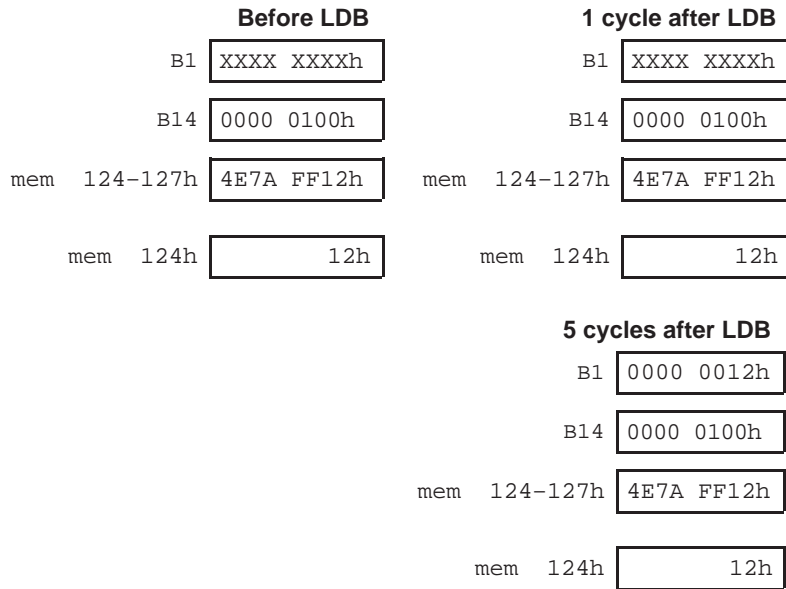 Before LDB 1 cycle after LDB
B1 XXXX XXXXh B1 XXXX XXXXh
B14 0000 0100h B14 0000 0100h
mem 124–127h 4E7A FF12h mem 124–127h 4E7A FF12h
mem 124h 12h mem 124h 12h
5 cycles after LDB
B1 0000 0012h
B14 0000 0100h
mem 124–127h 4E7A FF12h
mem 124h 12h